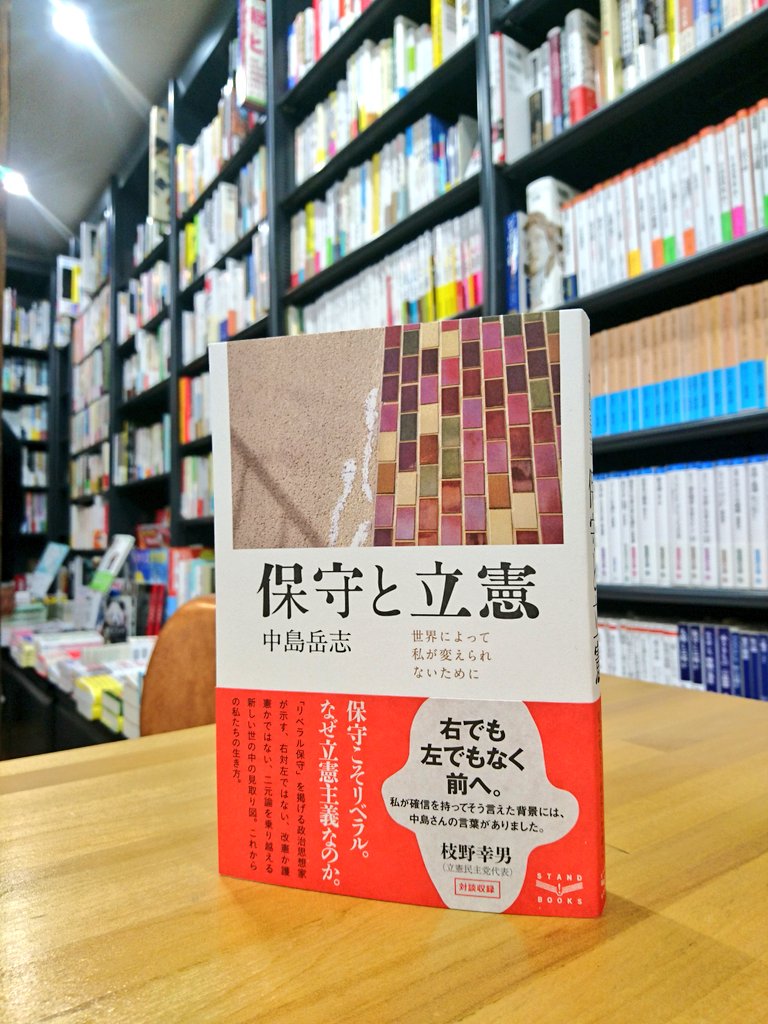 保守と立憲
中島岳志
世界によって
私が変えられ
ないために
保守こそリベラル。
なぜ立憲主義なのか。
「リベラル保守」を掲げる政治思想家
が示す、右対左ではない、改憲か護
憲かではない、二元論を乗り越える
新しい世の中の見取り図。これから
の私たちの生き方。
右でも
左でもなく
前へ。
私が確信を持ってそう言えた背景には、
中島さんの言葉がありました。
枝野幸男
(立憲民主党代表)
対談収録
STAND
BOOKS